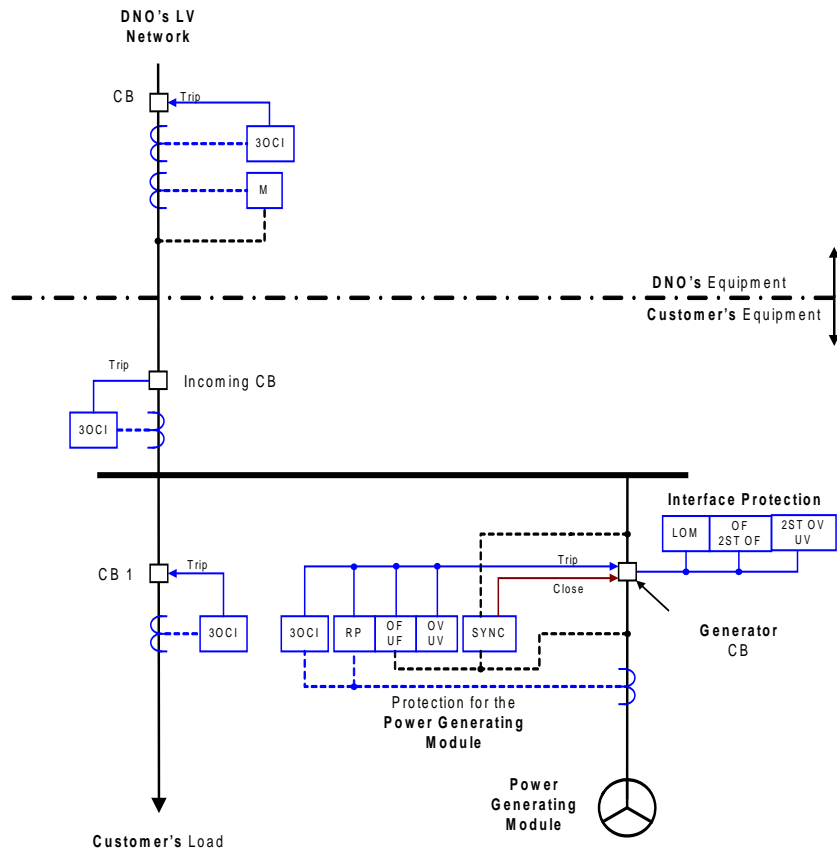 DNO's LV
Network
CB
Trip
3OCI
M
DNO's Equipment
Customer's Equipment
Trip
Incoming CB
3OCI
Interface Protection
LOM
OF
2ST OF
2ST OV
UV
CB 1
Trip
3OCI
Trip
Close
3OCI
RP
OF
UF
OV
UV
SYNC
Generator
CB
Protection for the
Power Generating
Module
Power
Generating
Module
Customer's Load